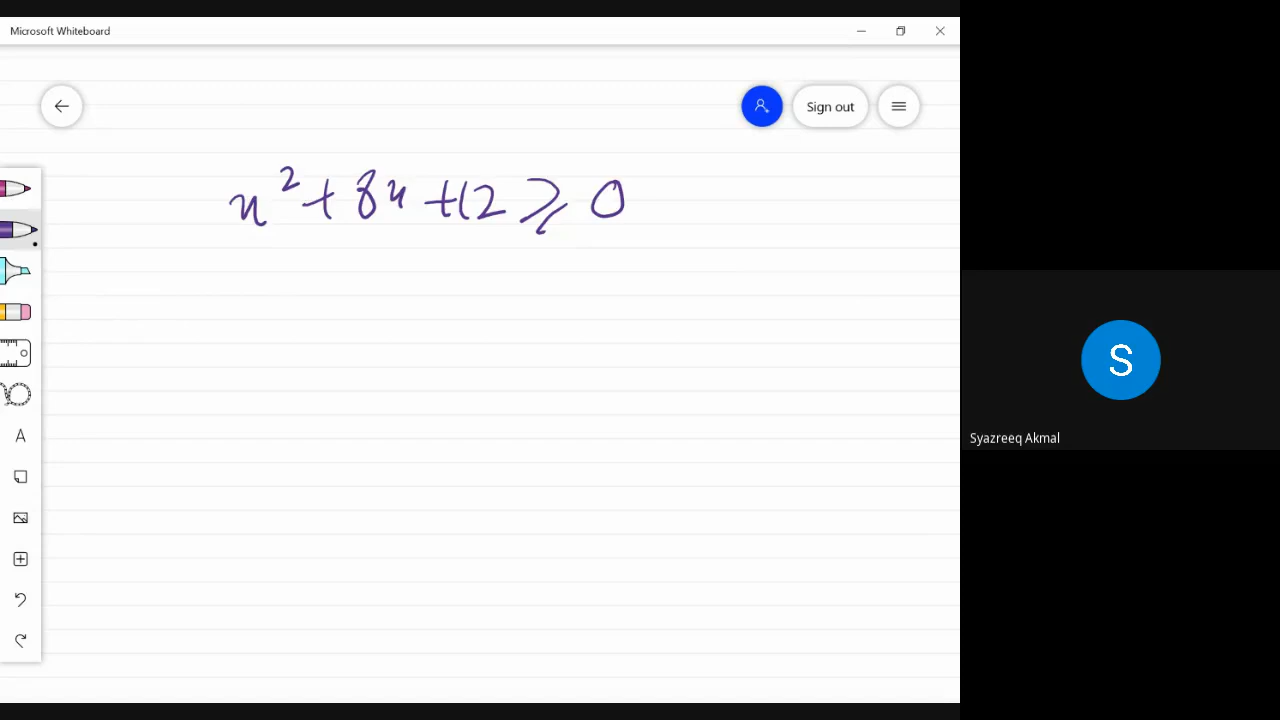 Microsoft Whiteboard
Sign out
x² + 8x + 12 ⩾ 0
A
S
Syazreeq Akmal